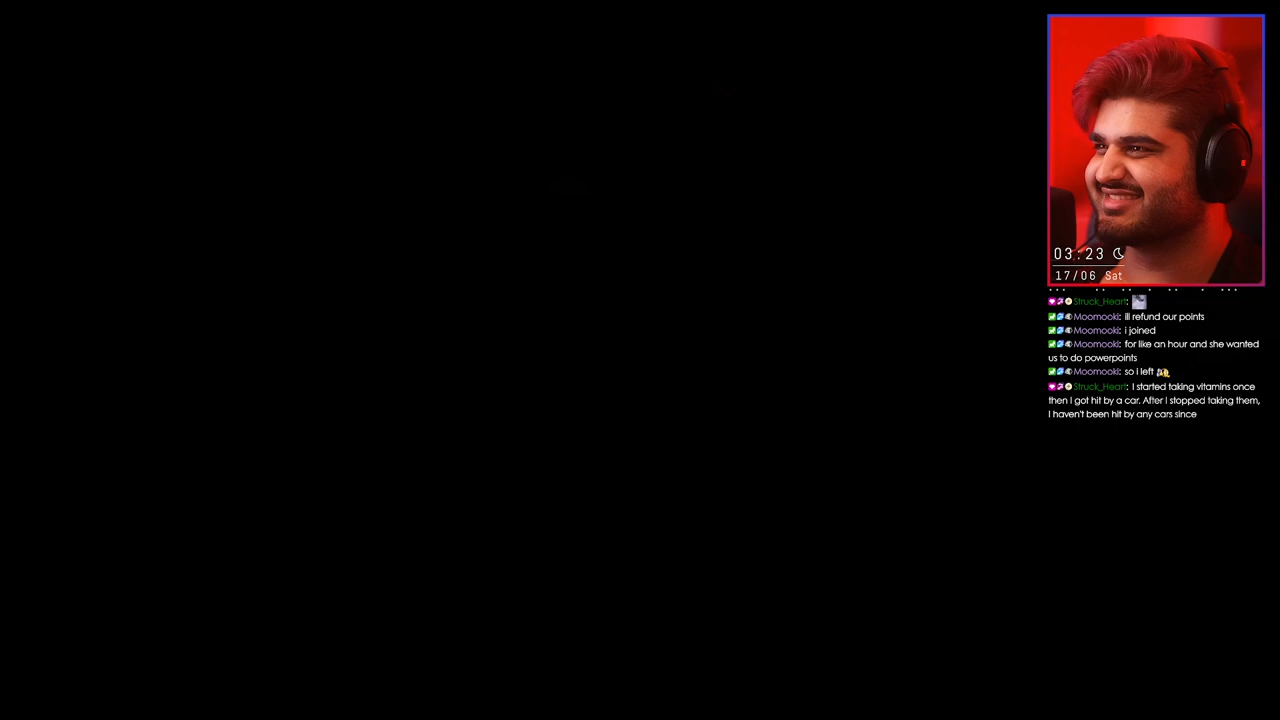 03:23
17/06 Sat
Struck_Heart:
Moomooki: ill refund our points
Moomooki: i joined
Moomooki: for like an hour and she wanted
us to do powerpoints
Moomooki: so i left
Struck_Heart: I started taking vitamins once
then I got hit by a car. After I stopped taking them,
I haven't been hit by any cars since